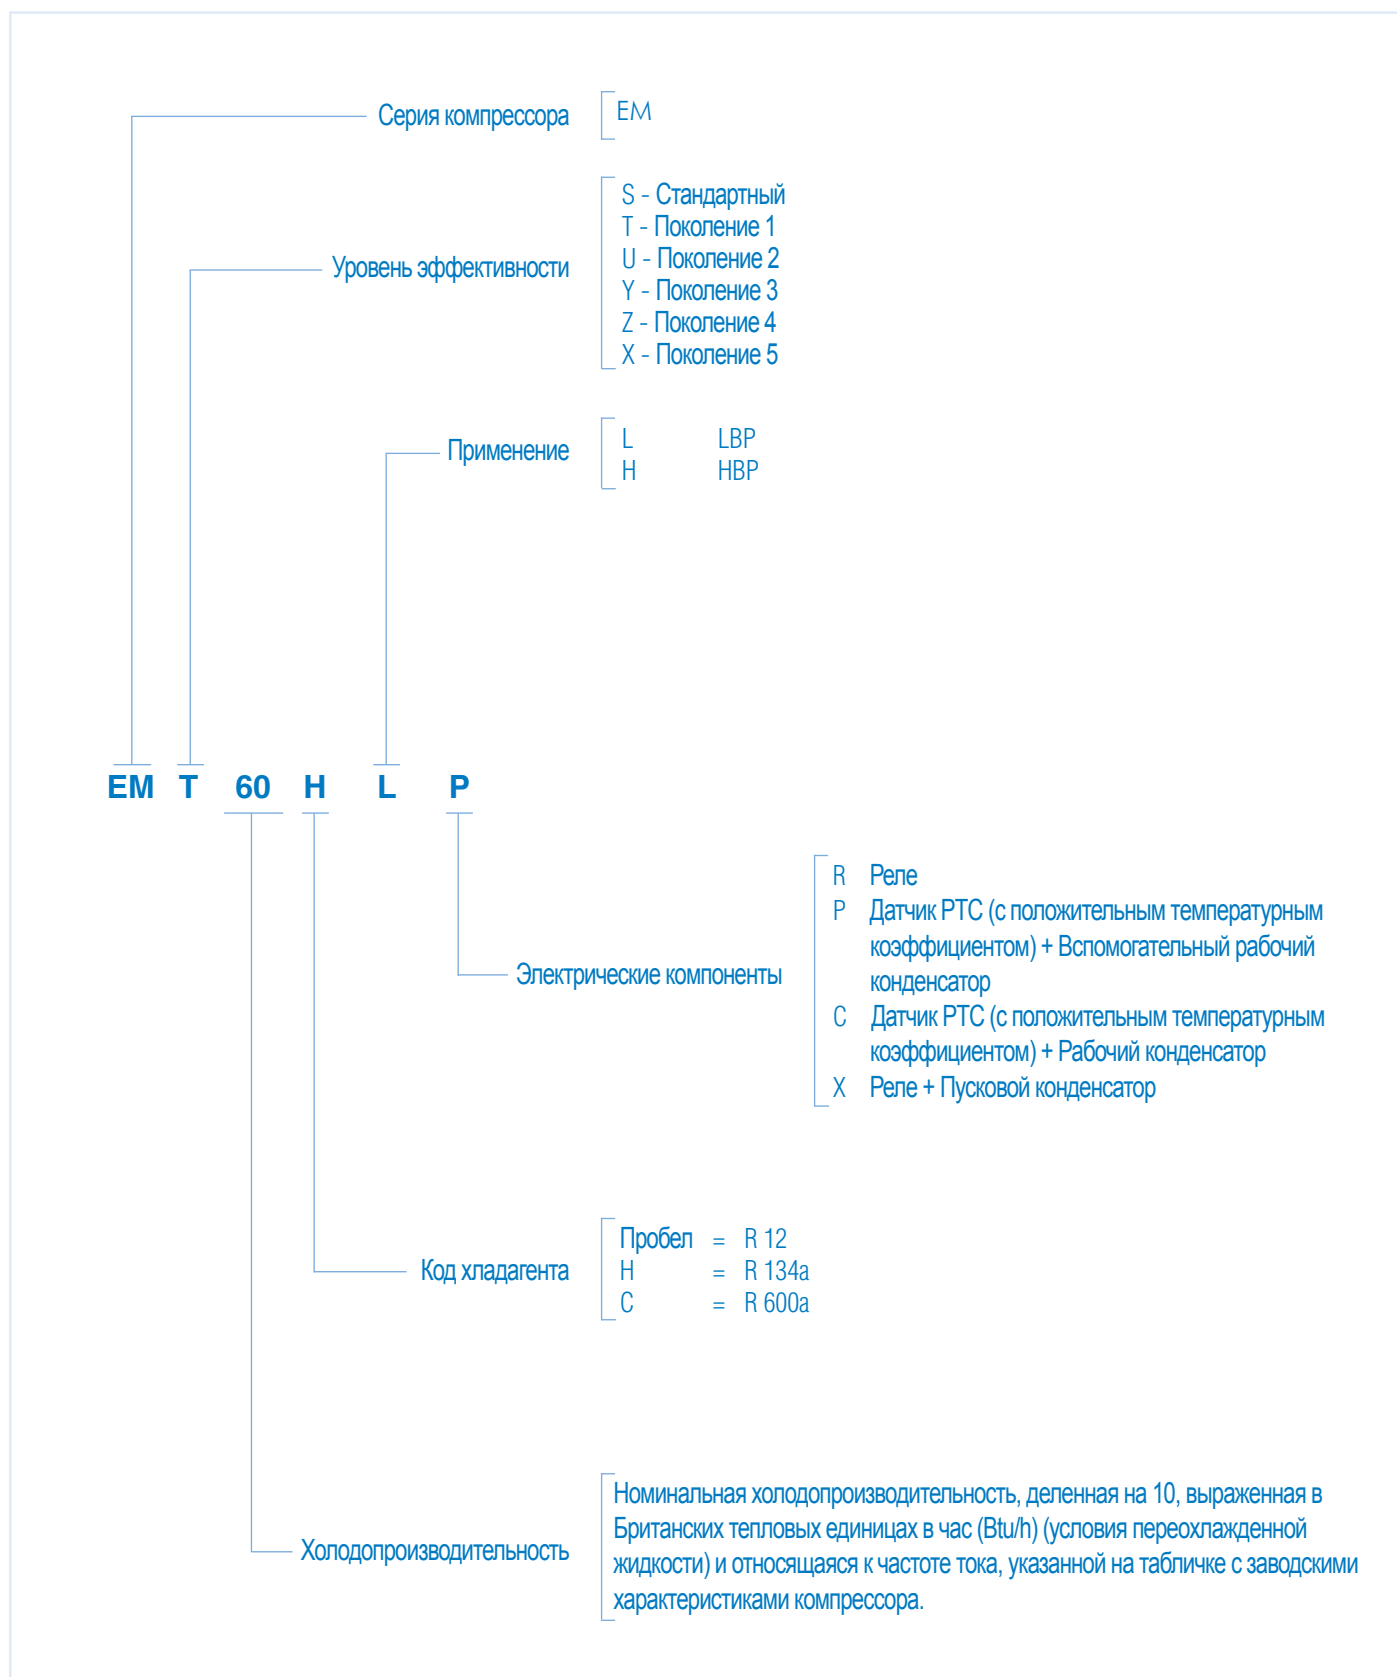 Серия компрессора
EM
Уровень эффективности
S - Стандартный
T - Поколение 1
U - Поколение 2
Y - Поколение 3
Z - Поколение 4
X - Поколение 5
Применение
L LBP
H HBP
EM T 60 H L P
Электрические компоненты
R Реле
P Датчик PTC (с положительным температурным
коэффициентом) + Вспомогательный рабочий
конденсатор
C Датчик PTC (с положительным температурным
коэффициентом) + Рабочий конденсатор
X Реле + Пусковой конденсатор
Код хладагента
Пробел = R 12
H = R 134a
C = R 600a
Холодопроизводительность
Номинальная холодопроизводительность, деленная на 10, выраженная в
Британских тепловых единицах в час (Btu/h) (условия переохлажденной
жидкости) и относящаяся к частоте тока, указанной на табличке с заводскими
характеристиками компрессора.